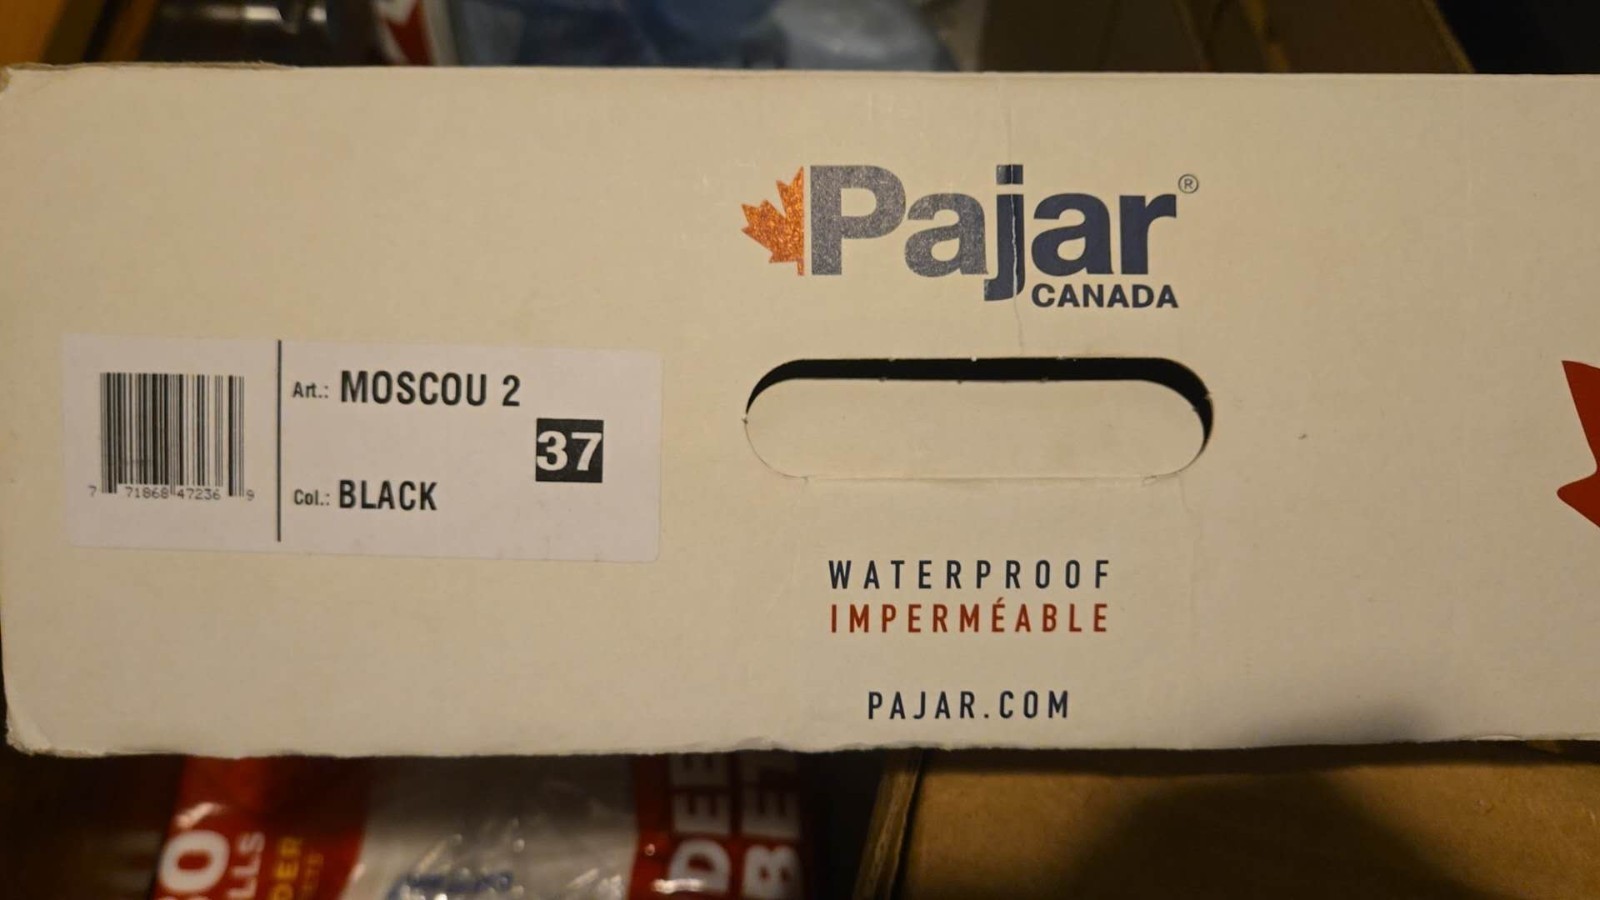 Pajar®
CANADA
Art.: MOSCOU 2
37
Col.: BLACK
7 71868 47236 9
WATERPROOF
IMPERMÉABLE
PAJAR.COM